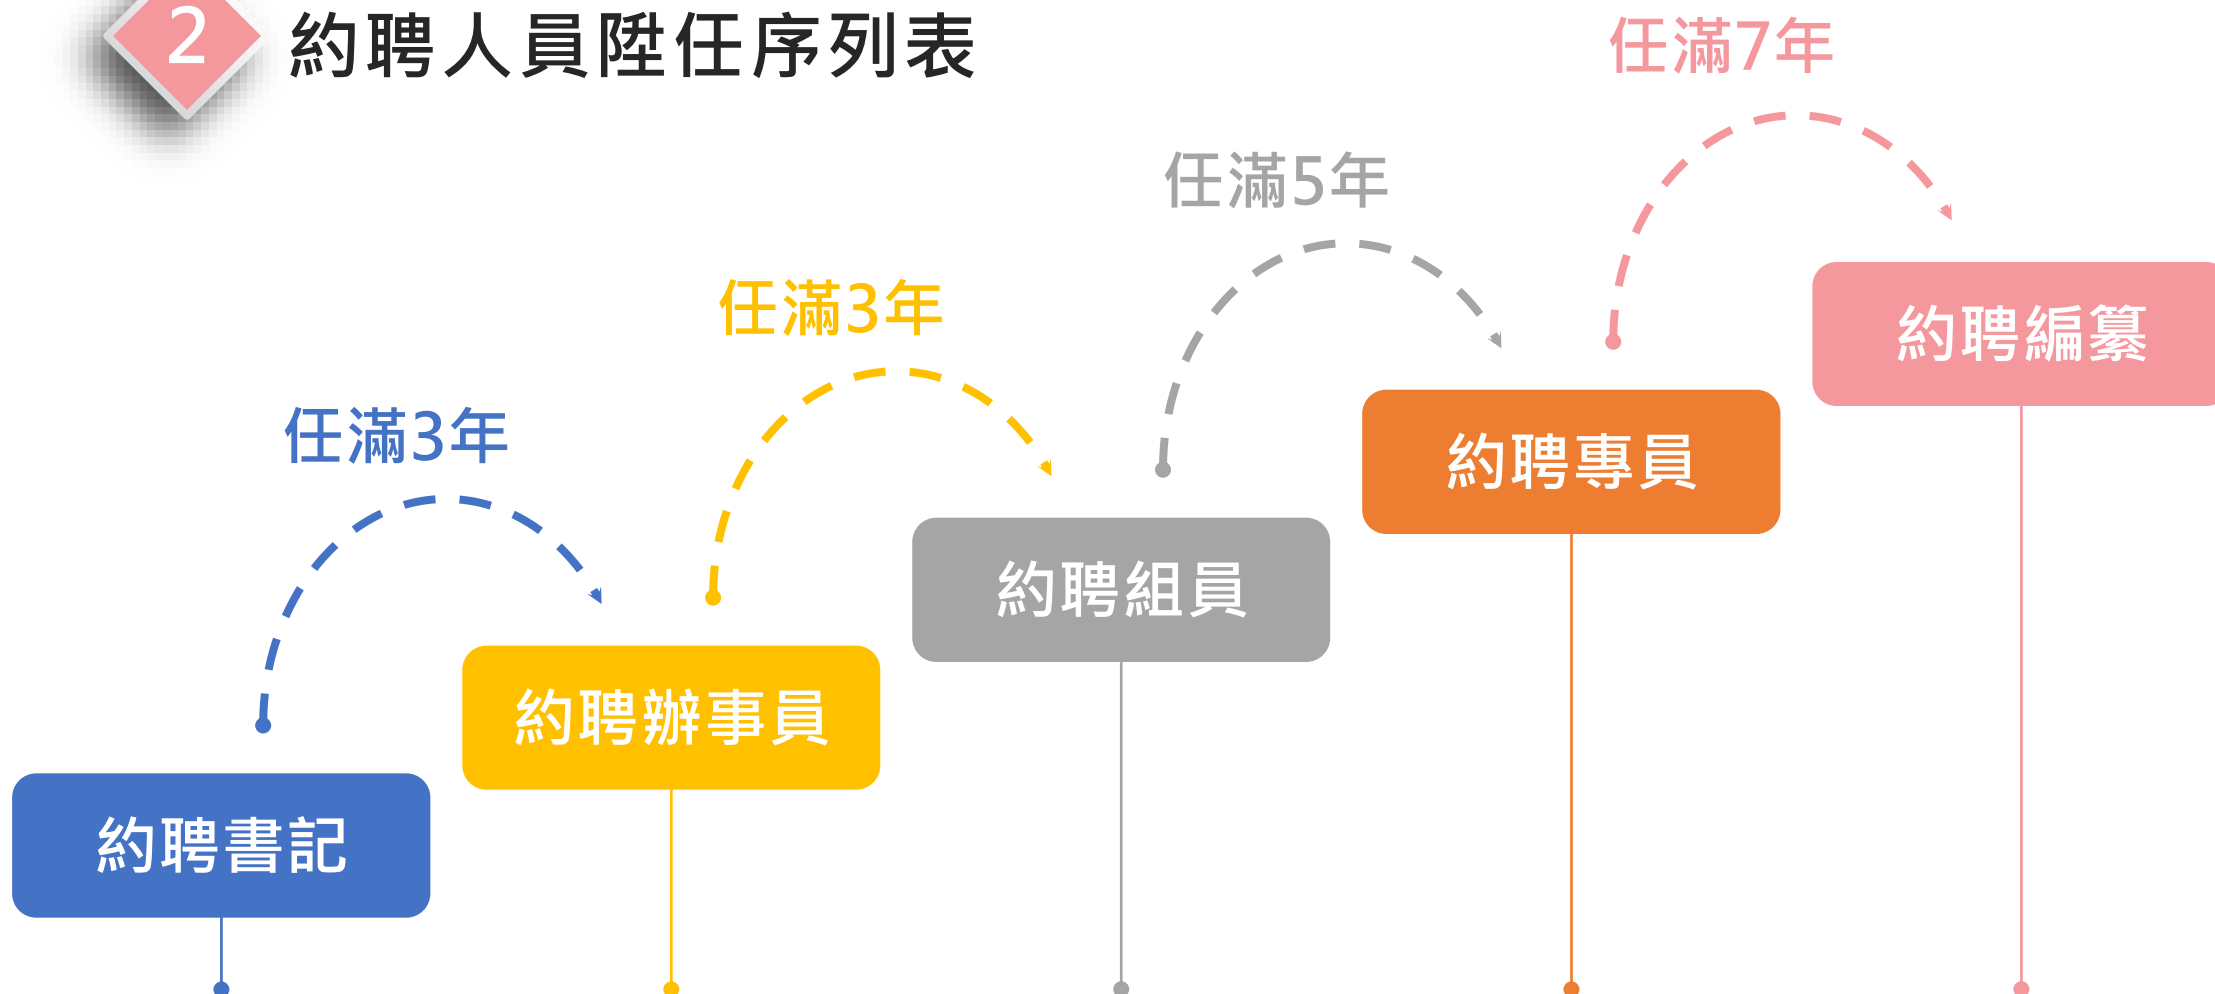 2
約聘人員陞任序列表
任滿7年
任滿5年
任滿3年
任滿3年
約聘編纂
約聘專員
約聘組員
約聘辦事員
約聘書記